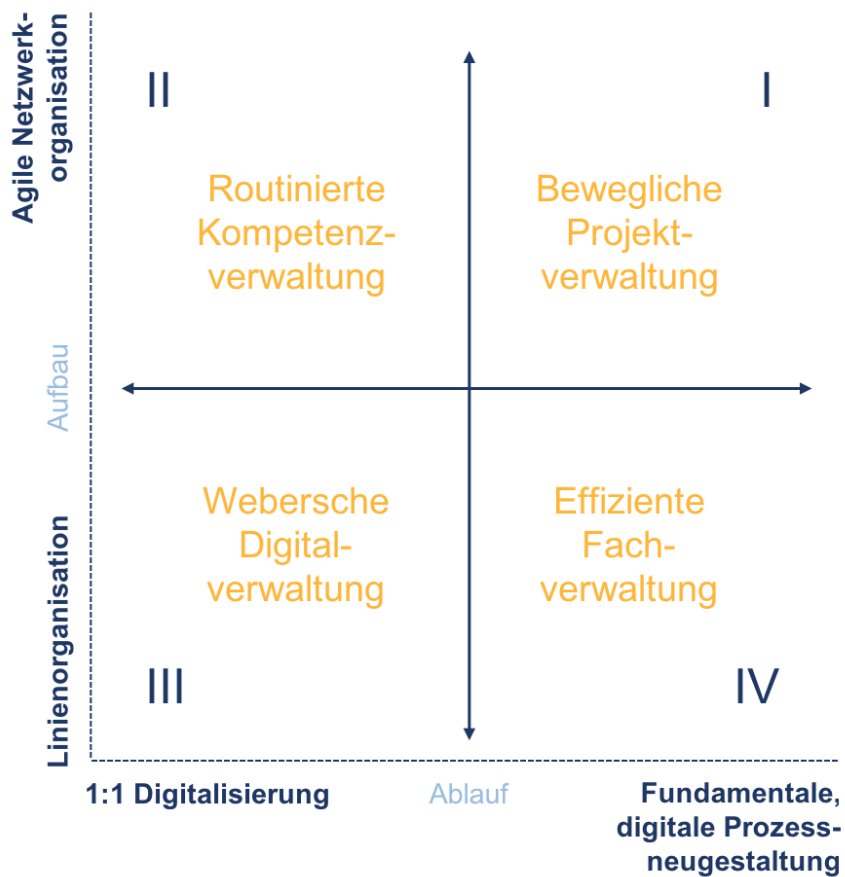 Agile Netzwerk-
organisation
II
I
Routinierte
Kompetenz-
verwaltung
Bewegliche
Projekt-
verwaltung
Aufbau
Webersche
Digital-
verwaltung
Effiziente
Fach-
verwaltung
Linienorganisation
III
IV
1:1 Digitalisierung
Ablauf
Fundamentale,
digitale Prozess-
neugestaltung